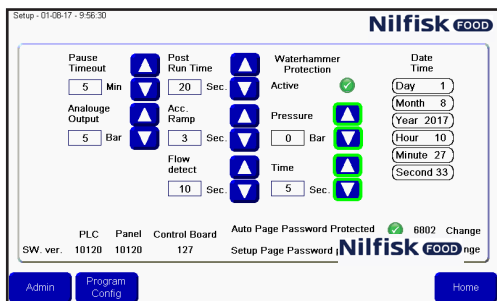 Setup - 01-08-17 - 9:56:30
Nilfisk FOOD
Pause Timeout
5 Min
Post Run Time
20 Sec.
Waterhammer Protection
Active
Date Time
Day 1
Month 8
Year 2017
Hour 10
Minute 27
Second 33
Analouge Output
5 Bar
Acc. Ramp
3 Sec.
Pressure
0 Bar
Flow detect
10 Sec.
Time
5 Sec.
PLC Panel Control Board
SW. ver. 10120 10120 127
Auto Page Password Protected 6802 Change
Setup Page Password
Nilfisk FOOD
nge
Admin
Program Config
Home